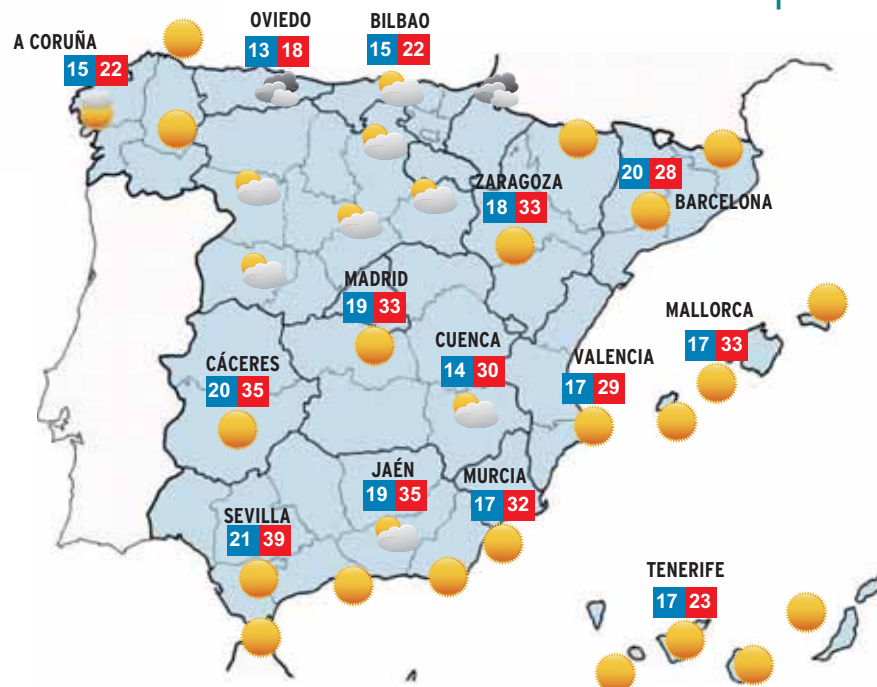 OVIEDO
13 18
BILBAO
15 22
A CORUÑA
15 22
ZARAGOZA
18 33
20 28
BARCELONA
MADRID
19 33
MALLORCA
17 33
CUENCA
14 30
VALENCIA
17 29
CÁCERES
20 35
JAÉN
19 35
MURCIA
17 32
SEVILLA
21 39
TENERIFE
17 23